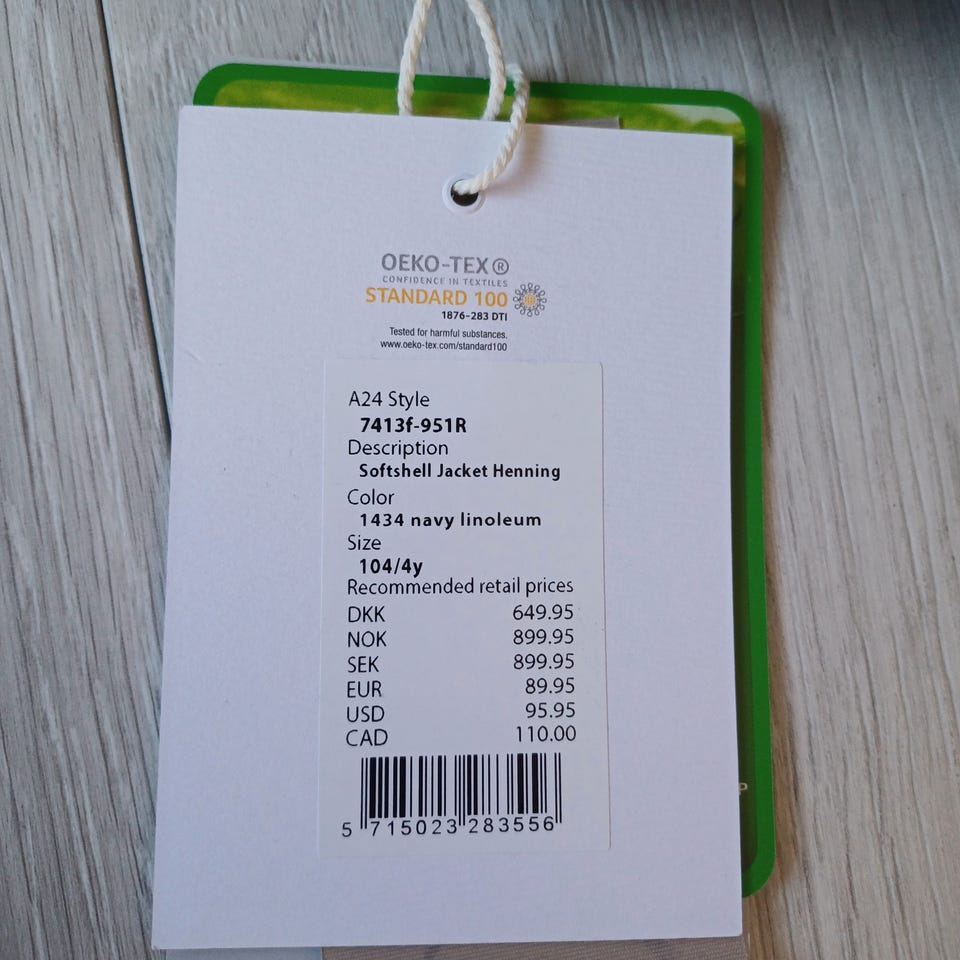 OEKO-TEX®
CONFIDENCE IN TEXTILES
STANDARD 100
1876-283 DTI
Tested for harmful substances.
www.oeko-tex.com/standard100
A24 Style
7413f-951R
Description
Softshell Jacket Henning
Color
1434 navy linoleum
Size
104/4y
Recommended retail prices
DKK 649.95
NOK 899.95
SEK 899.95
EUR 89.95
USD 95.95
CAD 110.00
5 715023 283556
P